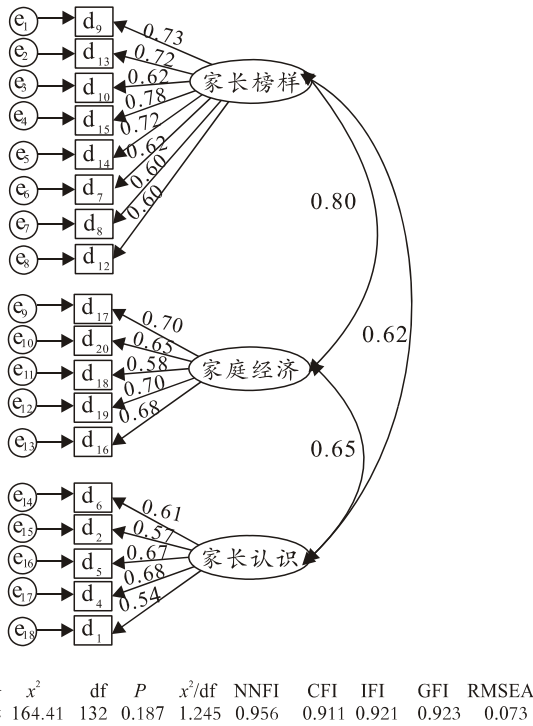 e₁ d₉ 0.73
e₂ d₁₃ 0.72
e₃ d₁₀ 0.62
e₄ d₁₅ 0.78
e₅ d₁₄ 0.72
e₆ d₇ 0.62
e₇ d₈ 0.60
e₈ d₁₂ 0.60
家长榜样
0.80
0.62
e₉ d₁₇ 0.70
e₁₀ d₂₀ 0.65
e₁₁ d₁₈ 0.58
e₁₂ d₁₉ 0.70
e₁₃ d₁₆ 0.68
家庭经济
0.65
e₁₄ d₆ 0.61
e₁₅ d₂ 0.57
e₁₆ d₅ 0.67
e₁₇ d₄ 0.68
e₁₈ d₁ 0.54
家长认识
x² df P x²/df NNFI CFI IFI GFI RMSEA
164.41 132 0.187 1.245 0.956 0.911 0.921 0.923 0.073